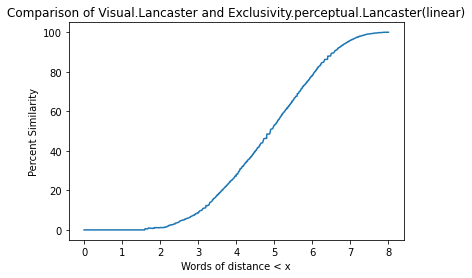 Comparison of Visual.Lancaster and Exclusivity.perceptual.Lancaster(linear)
100
80
60
40
20
0
Percent Similarity
0 1 2 3 4 5 6 7 8
Words of distance < x